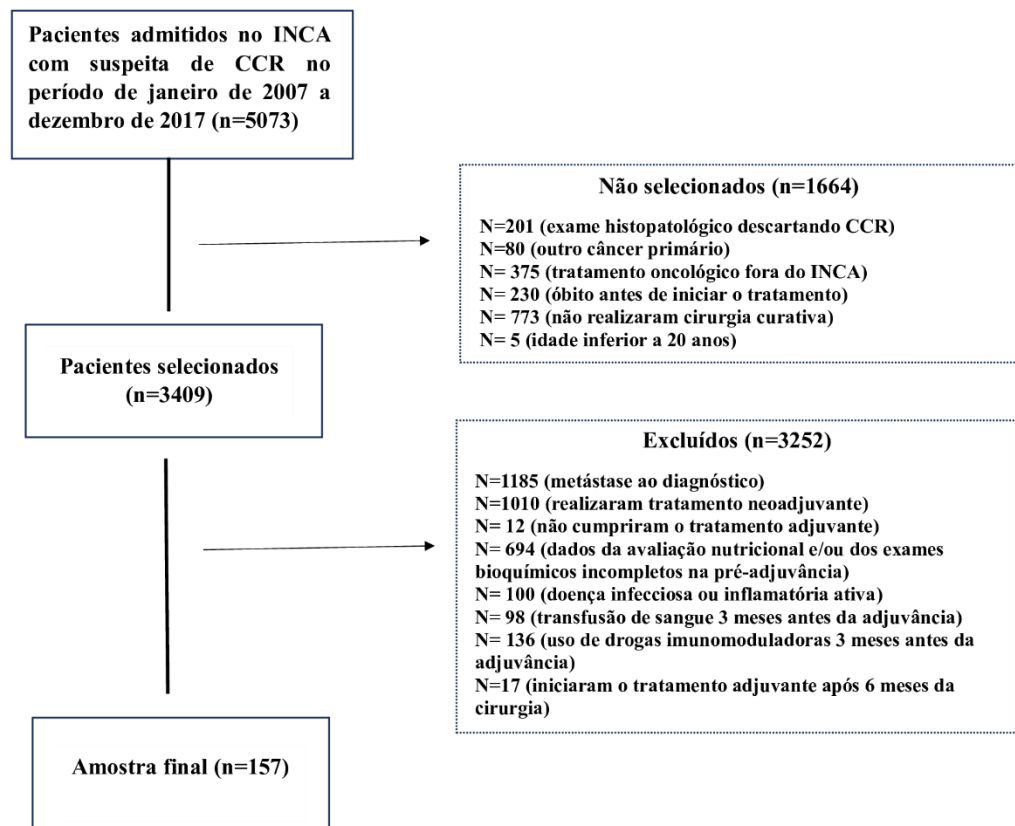 Pacientes admitidos no INCA
com suspeita de CCR no
período de janeiro de 2007 a
dezembro de 2017 (n=5073)
Não selecionados (n=1664)
N=201 (exame histopatológico descartando CCR)
N=80 (outro câncer primário)
N= 375 (tratamento oncológico fora do INCA)
N= 230 (óbito antes de iniciar o tratamento)
N= 773 (não realizaram cirurgia curativa)
N= 5 (idade inferior a 20 anos)
Pacientes selecionados
(n=3409)
Excluídos (n=3252)
N=1185 (metástase ao diagnóstico)
N=1010 (realizaram tratamento neoadjuvante)
N= 12 (não cumpriram o tratamento adjuvante)
N= 694 (dados da avaliação nutricional e/ou dos exames
bioquímicos incompletos na pré-adjuvância)
N= 100 (doença infecciosa ou inflamatória ativa)
N= 98 (transfusão de sangue 3 meses antes da adjuvância)
N= 136 (uso de drogas imunomoduladoras 3 meses antes da
adjuvância)
N=17 (iniciaram o tratamento adjuvante após 6 meses da
cirurgia)
Amostra final (n=157)